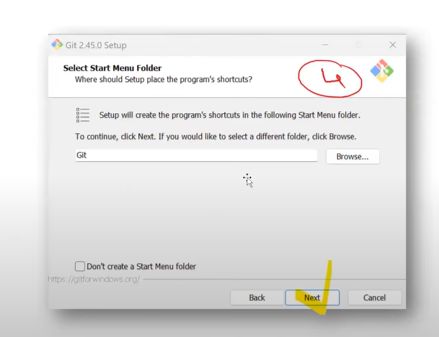 Git 2.45.0 Setup
Select Start Menu Folder
Where should Setup place the program's shortcuts?
4
Setup will create the program's shortcuts in the following Start Menu folder.
To continue, click Next. If you would like to select a different folder, click Browse.
Git
Browse...
Don't create a Start Menu folder
https://gitforwindows.org/
Back
Next
Cancel